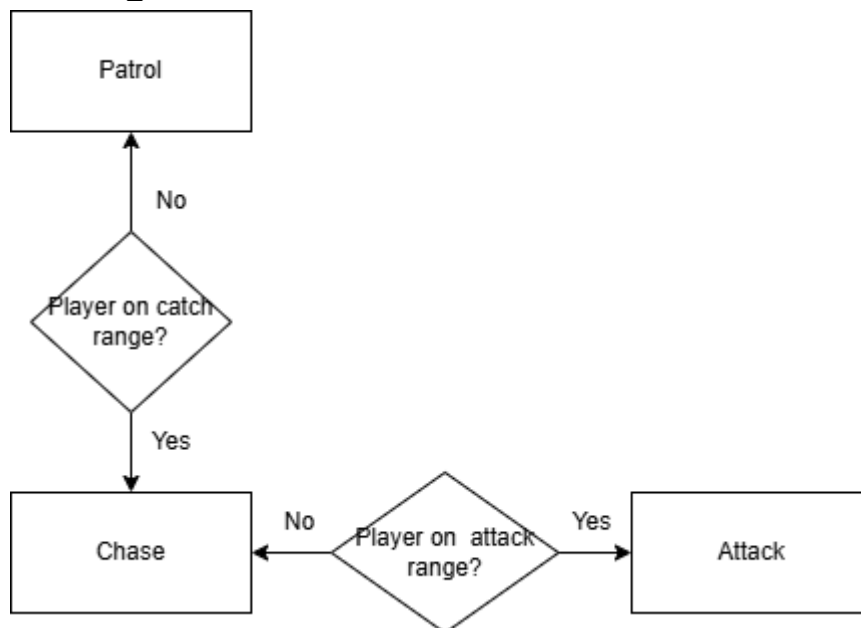 Patrol
No
Player on catch
range?
Yes
Chase
No
Player on attack
range?
Yes
Attack